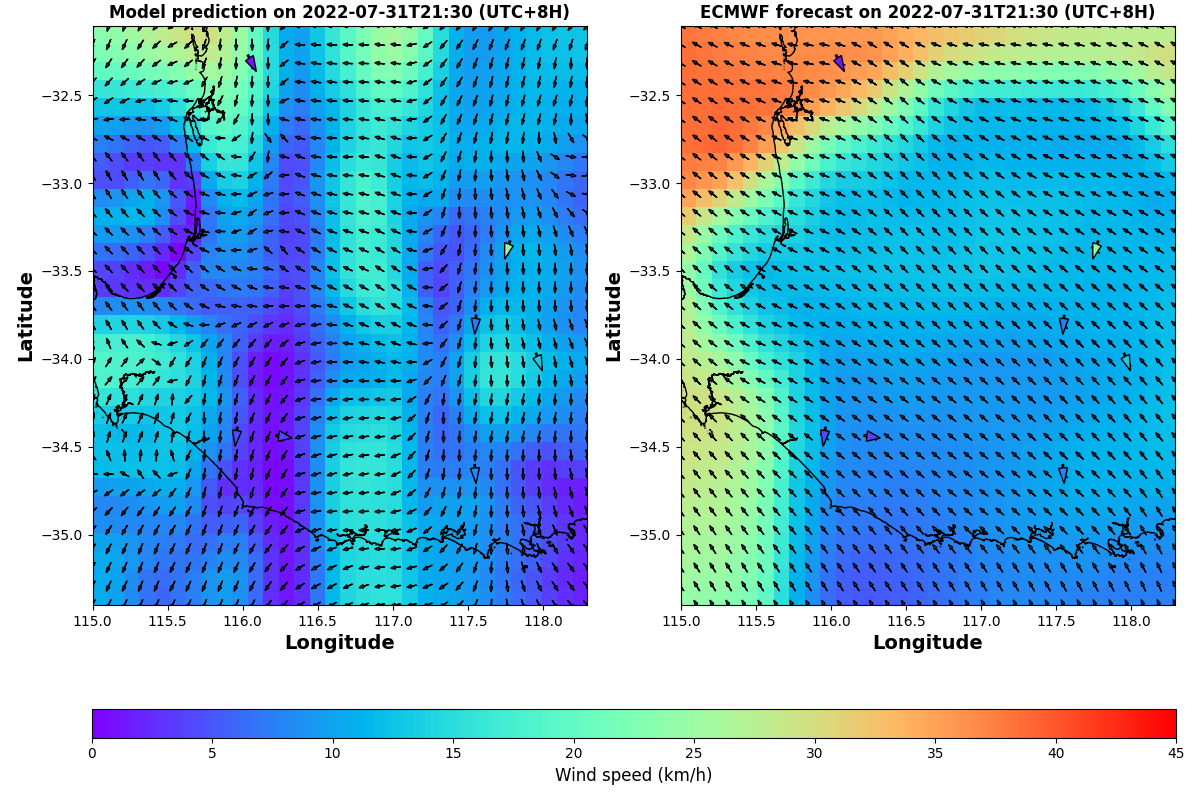 Model prediction on 2022-07-31T21:30 (UTC+8H)
ECMWF forecast on 2022-07-31T21:30 (UTC+8H)
Latitude
−32.5
−33.0
−33.5
−34.0
−34.5
−35.0
115.0 115.5 116.0 116.5 117.0 117.5 118.0
Longitude
Latitude
−32.5
−33.0
−33.5
−34.0
−34.5
−35.0
115.0 115.5 116.0 116.5 117.0 117.5 118.0
Longitude
0 5 10 15 20 25 30 35 40 45
Wind speed (km/h)